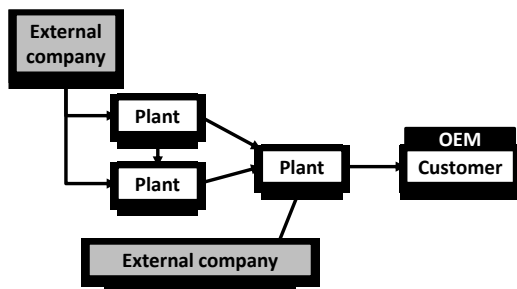 External
company
Plant
Plant
Plant
OEM
Customer
External company